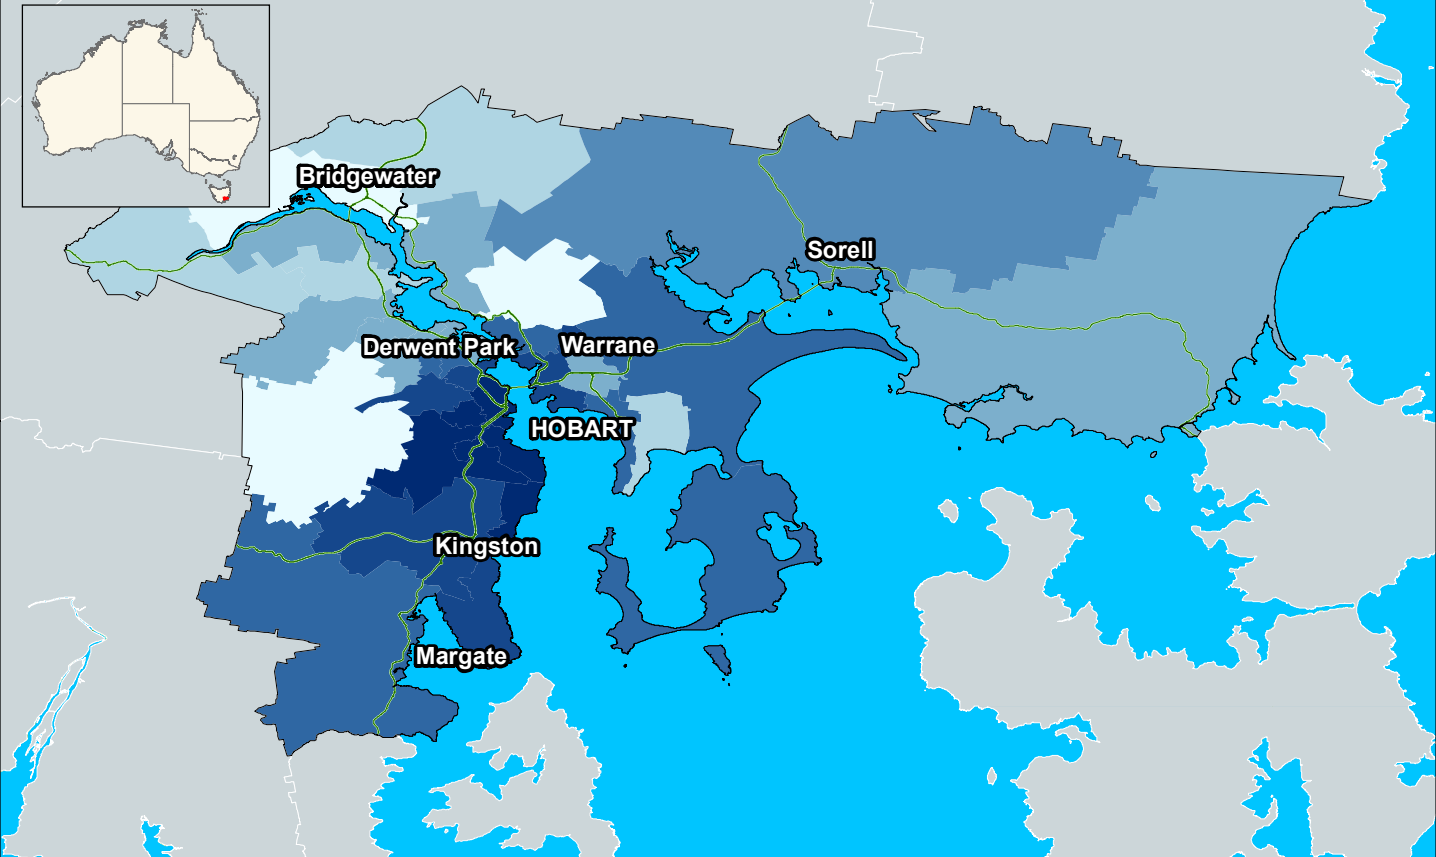 Bridgewater
Sorell
Derwent Park
Warrane
HOBART
Kingston
Margate